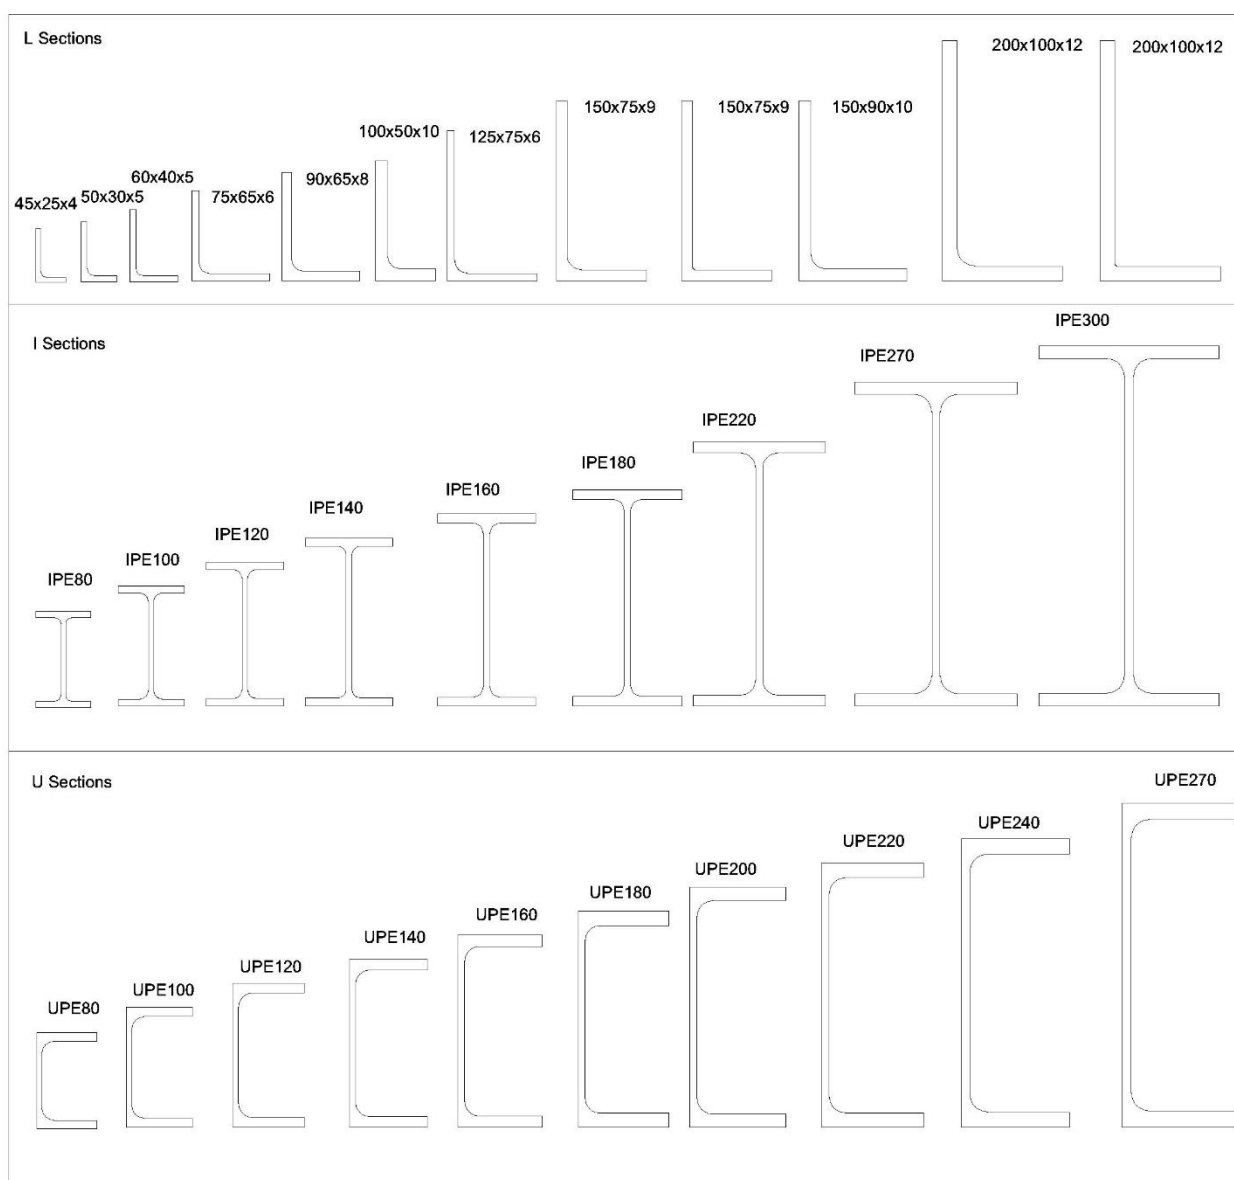 L Sections
45x25x4
50x30x5
60x40x5
75x65x6
90x65x8
100x50x10
125x75x6
150x75x9
150x75x9
150x90x10
200x100x12
200x100x12
I Sections
IPE80
IPE100
IPE120
IPE140
IPE160
IPE180
IPE220
IPE270
IPE300
U Sections
UPE80
UPE100
UPE120
UPE140
UPE160
UPE180
UPE200
UPE220
UPE240
UPE270